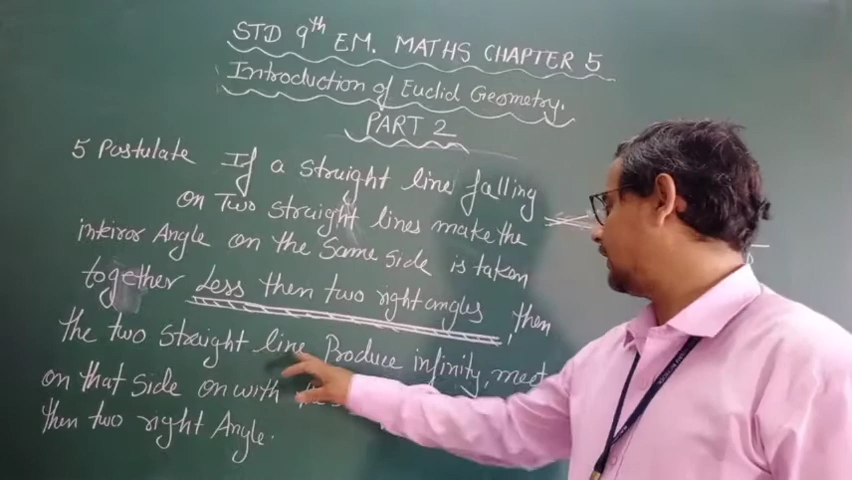 STD 9th EM. MATHS CHAPTER 5
Introduction of Euclid Geometry.
PART 2
5 Postulate If a straight line falling
on Two straight lines make the
inteiror Angle on the Same side is taken
together Less then two right angles, then
the two straight line Produce infinity, meet
on that side on with the
then two right Angle.